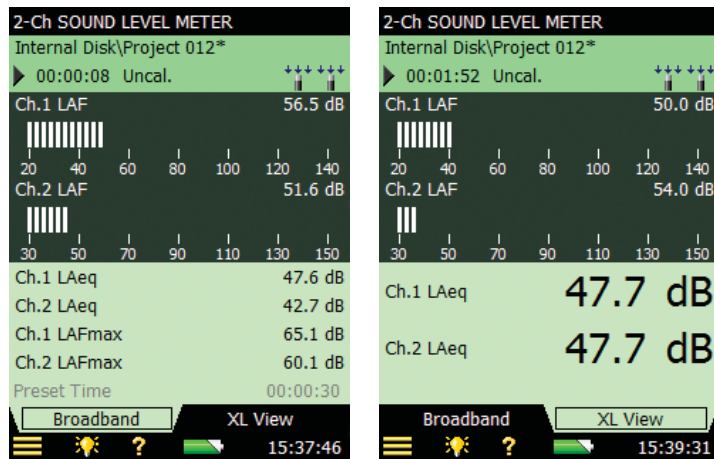 2-Ch SOUND LEVEL METER
Internal Disk\Project 012*
00:00:08 Uncal.
Ch.1 LAF 56.5 dB
20 40 60 80 100 120 140
Ch.2 LAF 51.6 dB
30 50 70 90 110 130 150
Ch.1 LAeq 47.6 dB
Ch.2 LAeq 42.7 dB
Ch.1 LAFmax 65.1 dB
Ch.2 LAFmax 60.1 dB
Preset Time 00:00:30
Broadband XL View
? 15:37:46
2-Ch SOUND LEVEL METER
Internal Disk\Project 012*
00:01:52 Uncal.
Ch.1 LAF 50.0 dB
20 40 60 80 100 120 140
Ch.2 LAF 54.0 dB
30 50 70 90 110 130 150
Ch.1 LAeq 47.7 dB
Ch.2 LAeq 47.7 dB
Broadband XL View
? 15:39:31